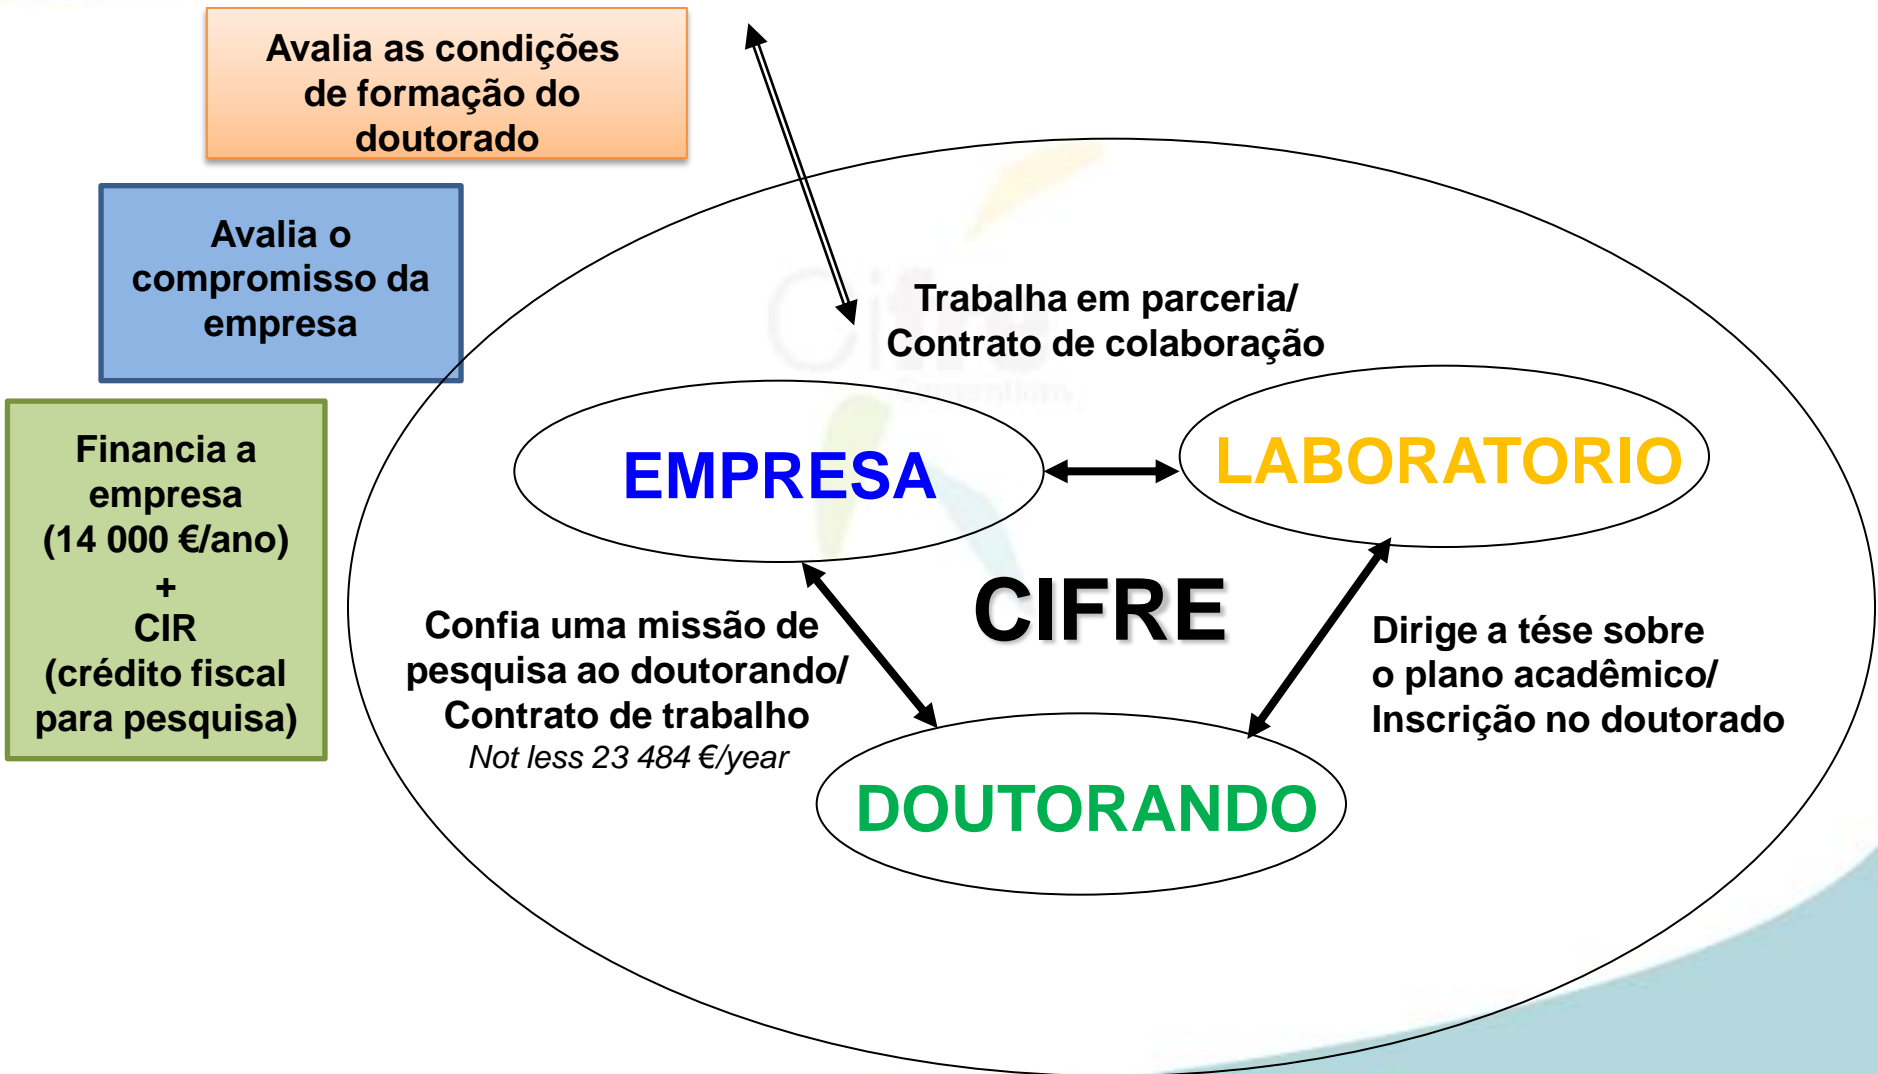 Avalia as condições
de formação do
doutorado
Avalia o
compromisso da
empresa
Financia a
empresa
(14 000 €/ano)
+
CIR
(crédito fiscal
para pesquisa)
Cifre
Convention
Trabalha em parceria/
Contrato de colaboração
EMPRESA
LABORATORIO
CIFRE
Confia uma missão de
pesquisa ao doutorando/
Contrato de trabalho
Not less 23 484 €/year
Dirige a tése sobre
o plano acadêmico/
Inscrição no doutorado
DOUTORANDO